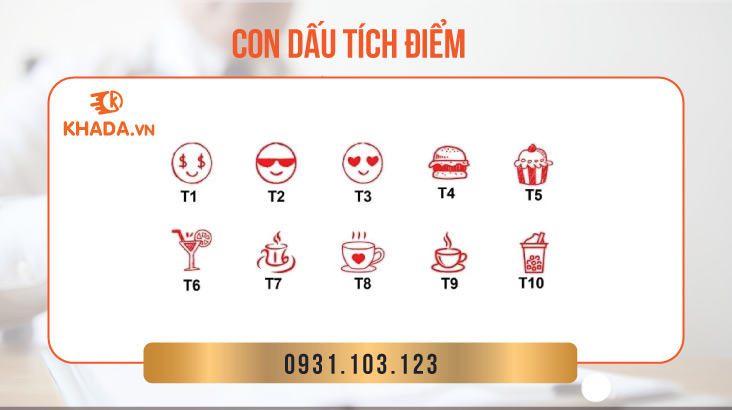 CON DẤU TÍCH ĐIỂM
k
KHADA.VN
$ $
T1 T2 T3 T4 T5
T6 T7 T8 T9 T10
0931.103.123